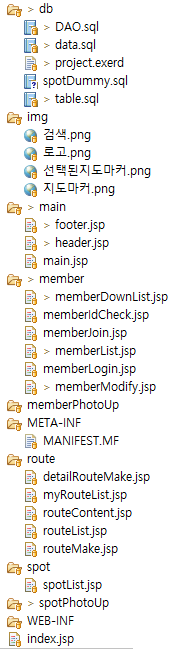 > db
> DAO.sql
> data.sql
> project.exerd
spotDummy.sql
> table.sql
img
검색.png
로고.png
선택된지도마커.png
지도마커.png
> main
> footer.jsp
> header.jsp
main.jsp
> member
> memberDownList.jsp
memberIdCheck.jsp
memberJoin.jsp
> memberList.jsp
memberLogin.jsp
> memberModify.jsp
memberPhotoUp
META-INF
MANIFEST.MF
route
detailRouteMake.jsp
myRouteList.jsp
routeContent.jsp
routeList.jsp
routeMake.jsp
spot
spotList.jsp
> spotPhotoUp
WEB-INF
index.jsp